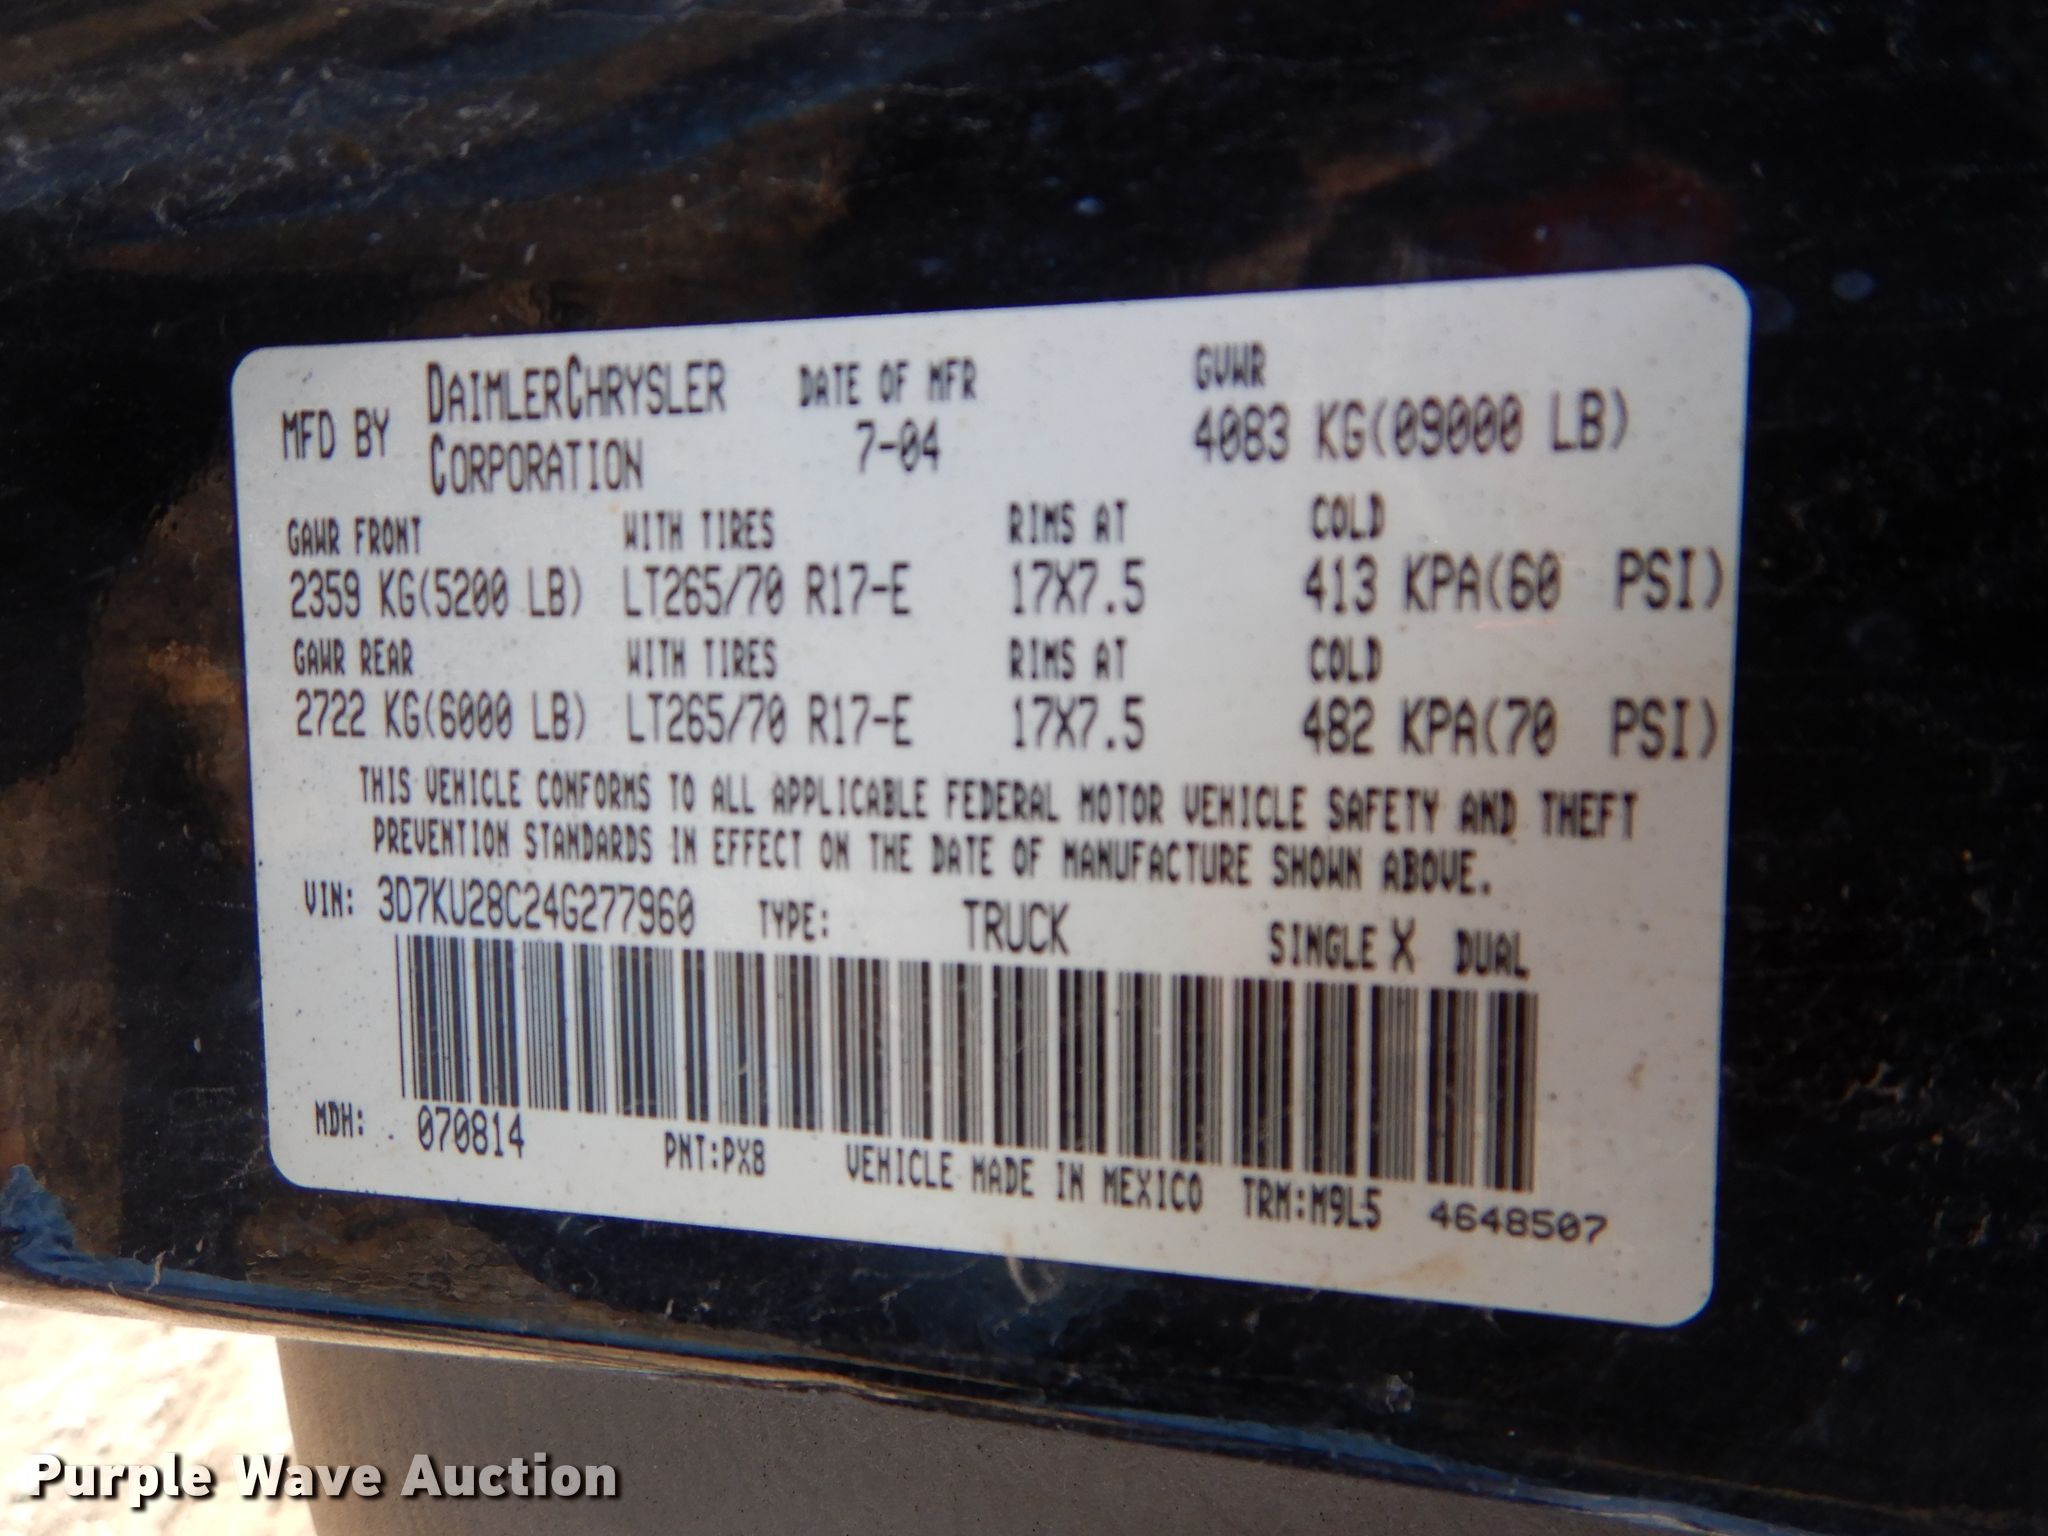 MFD BY DAIMLERCHRYSLER CORPORATION
DATE OF MFR
7-04
GVWR
4083 KG(09000 LB)
GAWR FRONT WITH TIRES RIMS AT COLD
2359 KG(5200 LB) LT265/70 R17-E 17X7.5 413 KPA(60 PSI)
GAWR REAR WITH TIRES RIMS AT COLD
2722 KG(6000 LB) LT265/70 R17-E 17X7.5 482 KPA(70 PSI)
THIS VEHICLE CONFORMS TO ALL APPLICABLE FEDERAL MOTOR VEHICLE SAFETY AND THEFT
PREVENTION STANDARDS IN EFFECT ON THE DATE OF MANUFACTURE SHOWN ABOVE.
VIN: 3D7KU28C24G277960 TYPE: TRUCK SINGLE X DUAL
MDH: 070814 PNT:PX8 VEHICLE MADE IN MEXICO TRM:M9L5 4648507
Purple Wave Auction